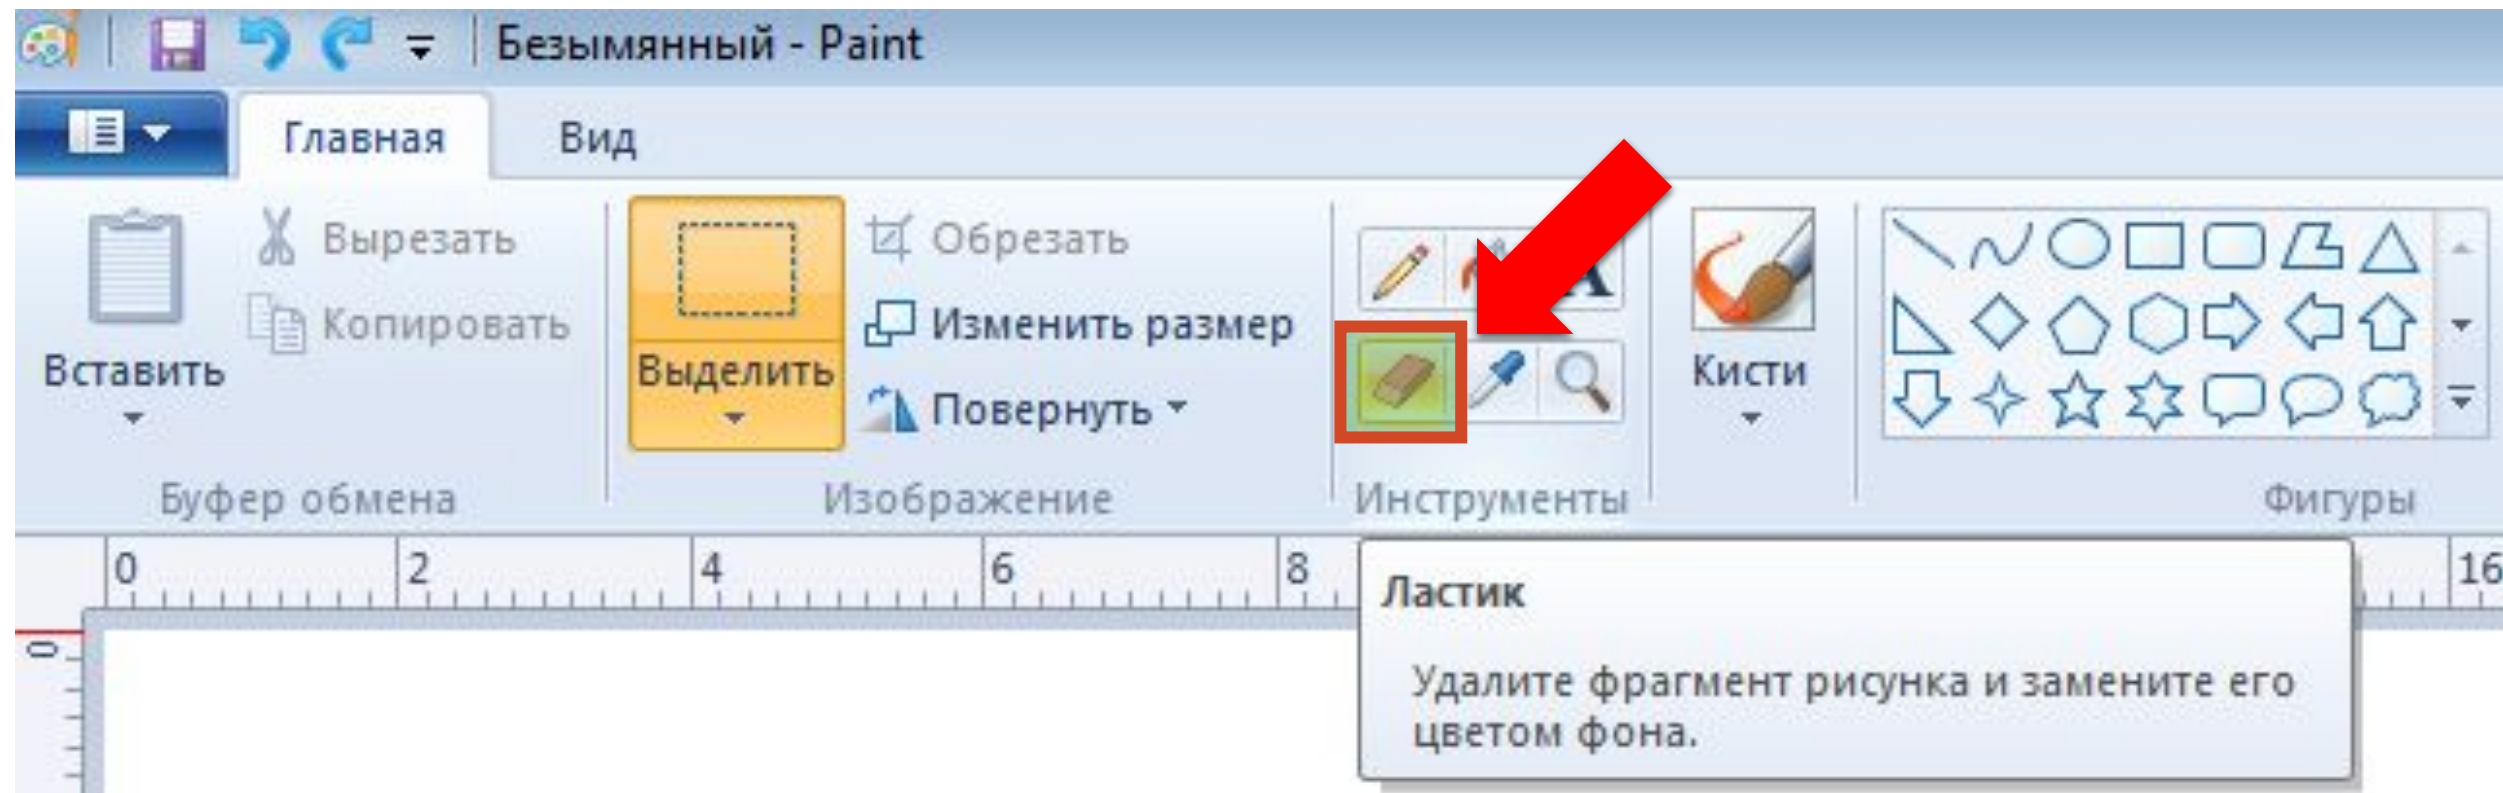 Безымянный - Paint
Главная
Вид
Вставить
Вырезать
Копировать
Буфер обмена
Выделить
Обрезать
Изменить размер
Повернуть
Изображение
A
Инструменты
Кисти
Фигуры
0 2 4 6 8 16
0
Ластик
Удалите фрагмент рисунка и замените его
цветом фона.